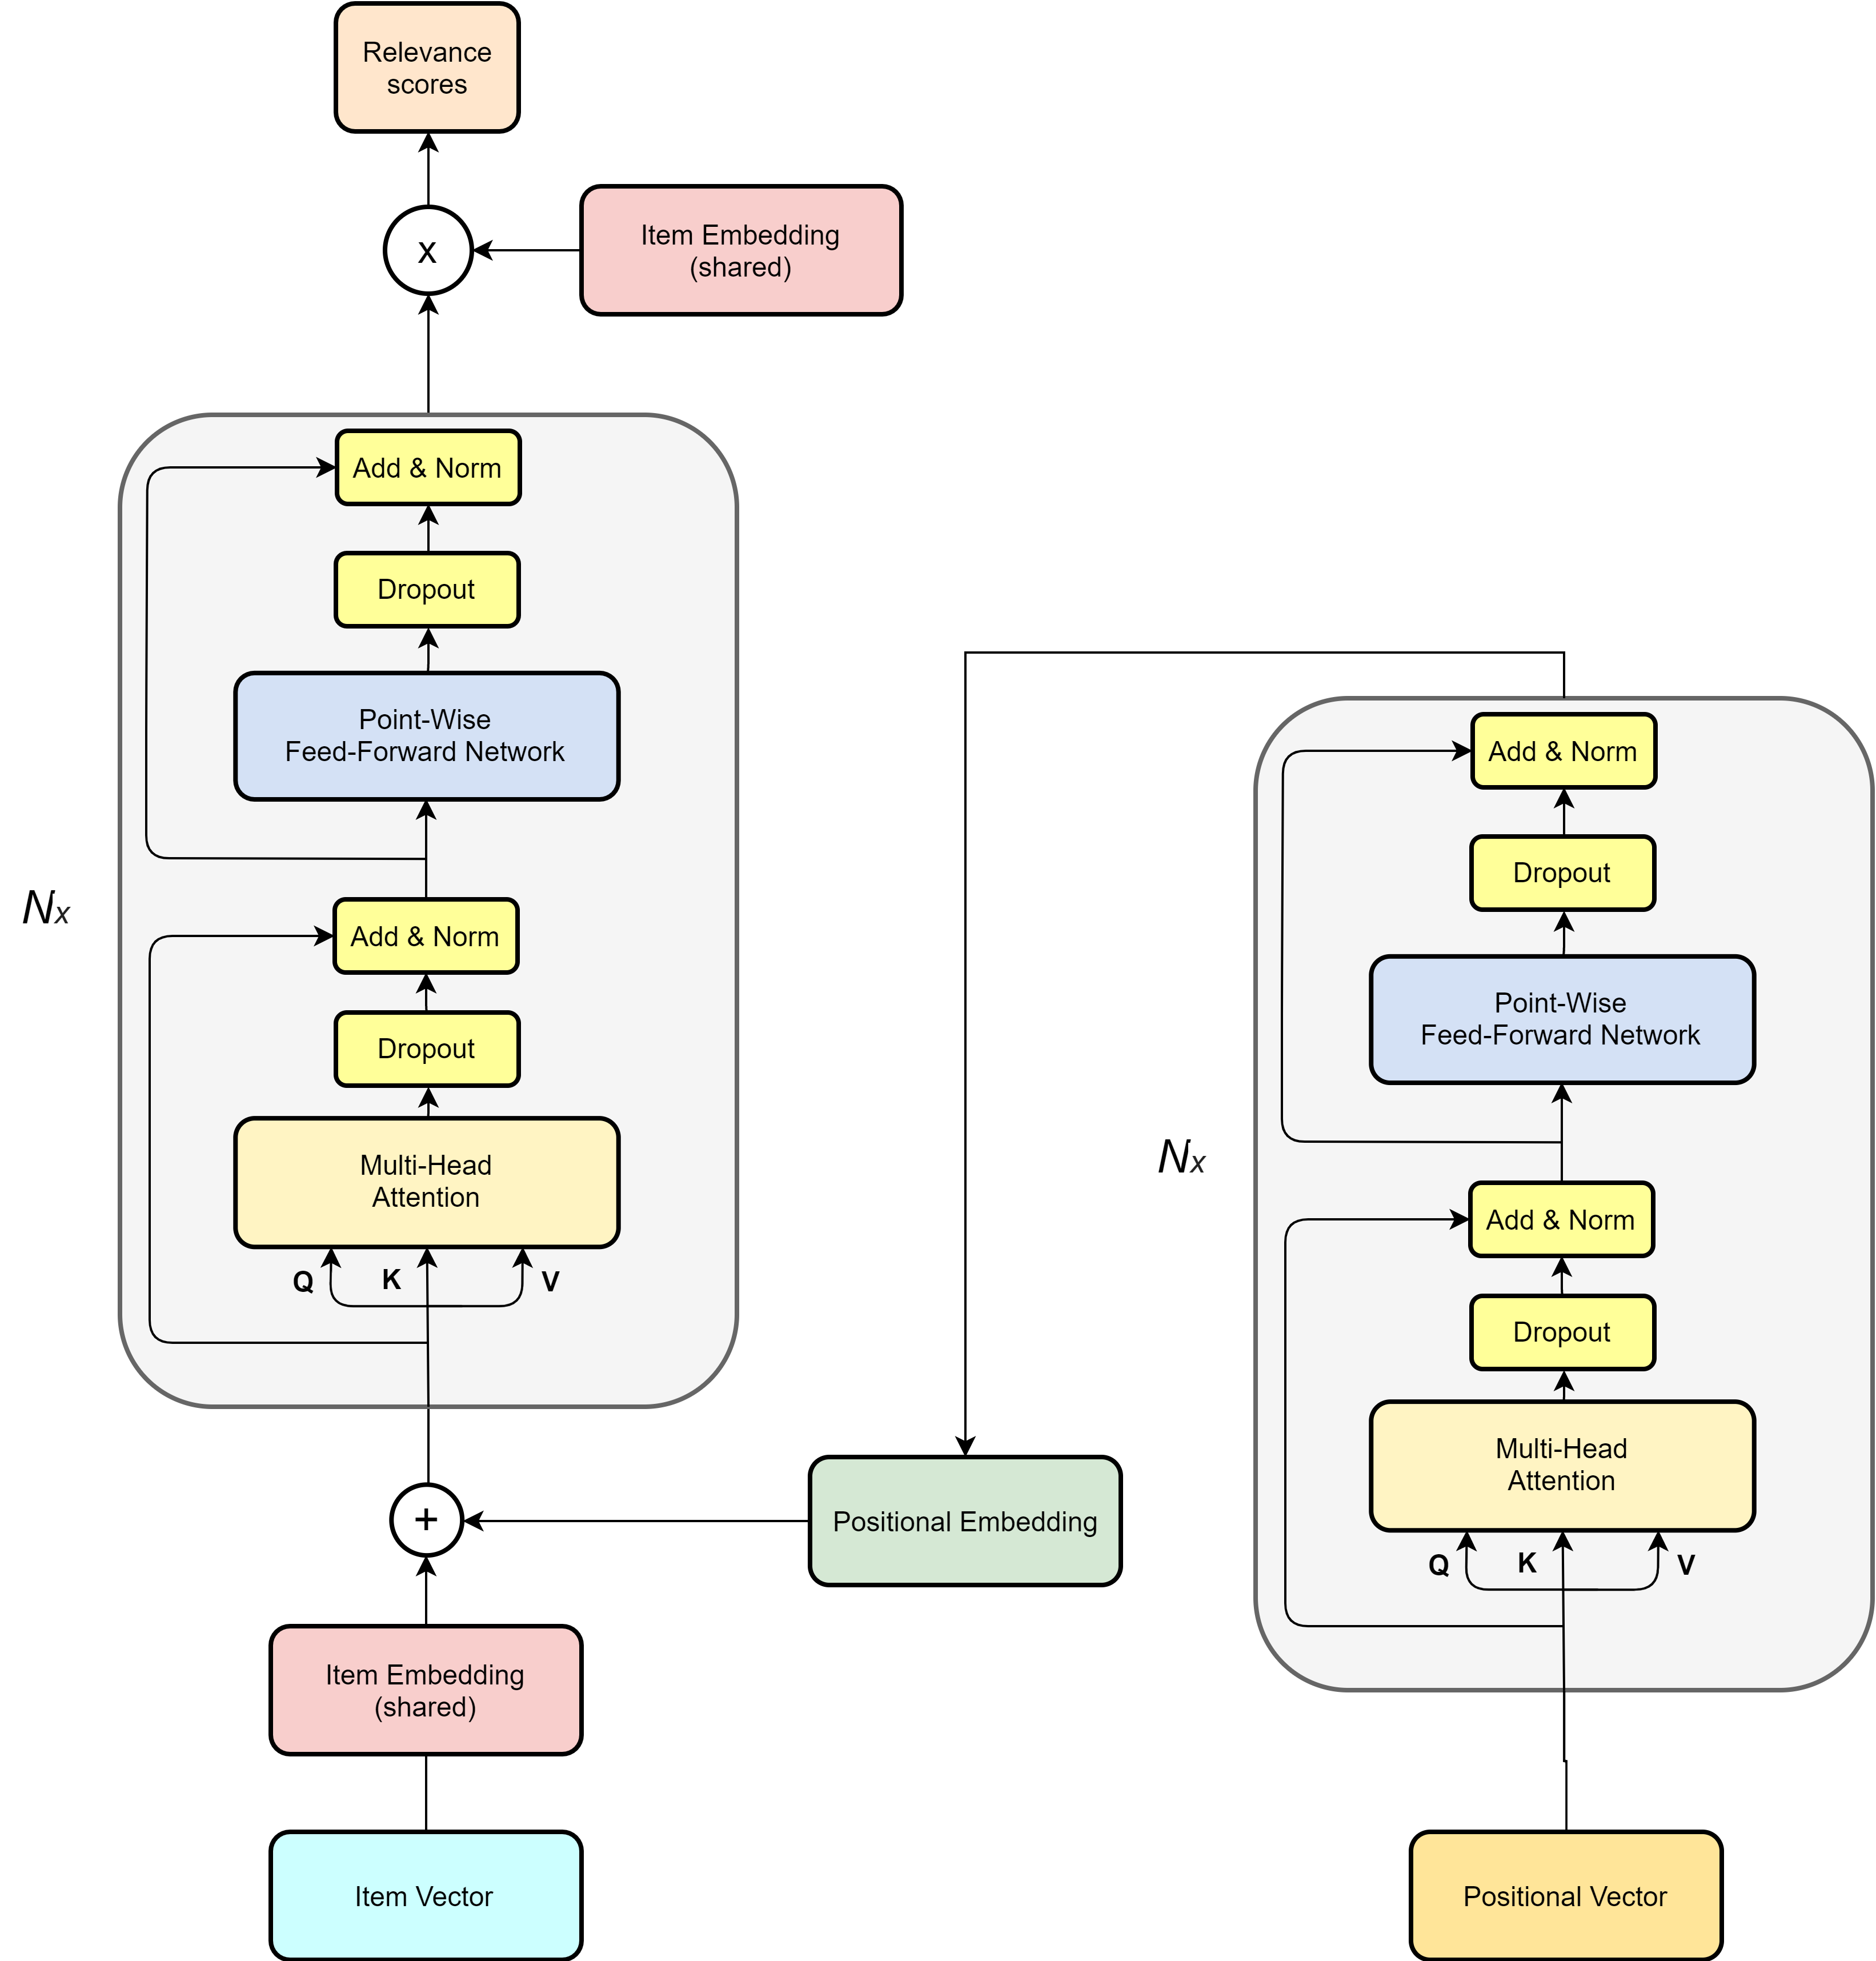 Relevance
scores
x
Item Embedding
(shared)
Add & Norm
Dropout
Point-Wise
Feed-Forward Network
Nx
Add & Norm
Dropout
Multi-Head
Attention
Q
K
V
+
Item Embedding
(shared)
Item Vector
Positional Embedding
Add & Norm
Dropout
Point-Wise
Feed-Forward Network
Nx
Add & Norm
Dropout
Multi-Head
Attention
Q
K
V
Positional Vector